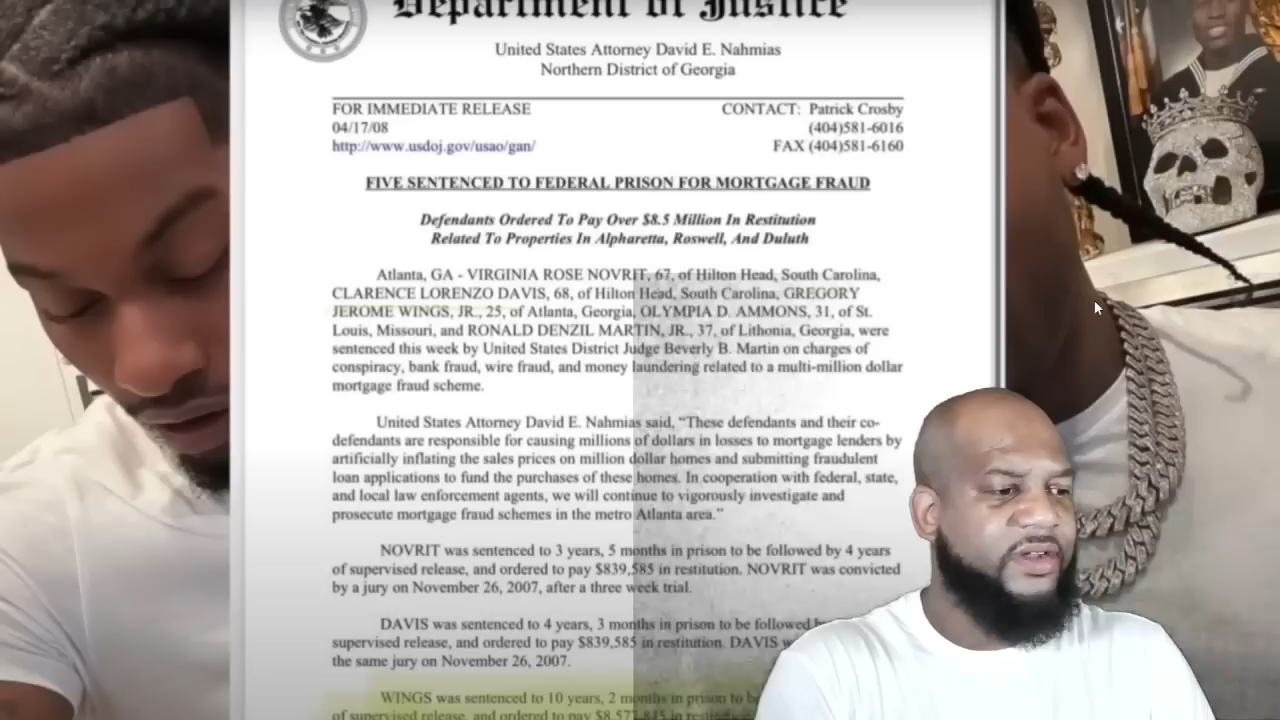 Department of Justice
United States Attorney David E. Nahmias
Northern District of Georgia
FOR IMMEDIATE RELEASE
CONTACT: Patrick Crosby
04/17/08
(404)581-6016
http://www.usdoj.gov/usao/gan/
FAX (404)581-6160
FIVE SENTENCED TO FEDERAL PRISON FOR MORTGAGE FRAUD
Defendants Ordered To Pay Over $8.5 Million In Restitution
Related To Properties In Alpharetta, Roswell, And Duluth
Atlanta, GA - VIRGINIA ROSE NOVRIT, 67, of Hilton Head, South Carolina,
CLARENCE LORENZO DAVIS, 68, of Hilton Head, South Carolina, GREGORY
JEROME WINGS, JR., 25, of Atlanta, Georgia, OLYMPIA D. AMMONS, 31, of St.
Louis, Missouri, and RONALD DENZIL MARTIN, JR., 37, of Lithonia, Georgia, were
sentenced this week by United States District Judge Beverly B. Martin on charges of
conspiracy, bank fraud, wire fraud, and money laundering related to a multi-million dollar
mortgage fraud scheme.
United States Attorney David E. Nahmias said, “These defendants and their co-
defendants are responsible for causing millions of dollars in losses to mortgage lenders by
artificially inflating the sales prices on million dollar homes and submitting fraudulent
loan applications to fund the purchases of these homes. In cooperation with federal, state,
and local law enforcement agents, we will continue to vigorously investigate and
prosecute mortgage fraud schemes in the metro Atlanta area.”
NOVRIT was sentenced to 3 years, 5 months in prison to be followed by 4 years
of supervised release, and ordered to pay $839,585 in restitution. NOVRIT was convicted
by a jury on November 26, 2007, after a three week trial.
DAVIS was sentenced to 4 years, 3 months in prison to be followed
supervised release, and ordered to pay $839,585 in restitution. DAVIS
the same jury on November 26, 2007.
WINGS was sentenced to 10 years, 2 months in prison to be
of supervised release, and ordered to pay